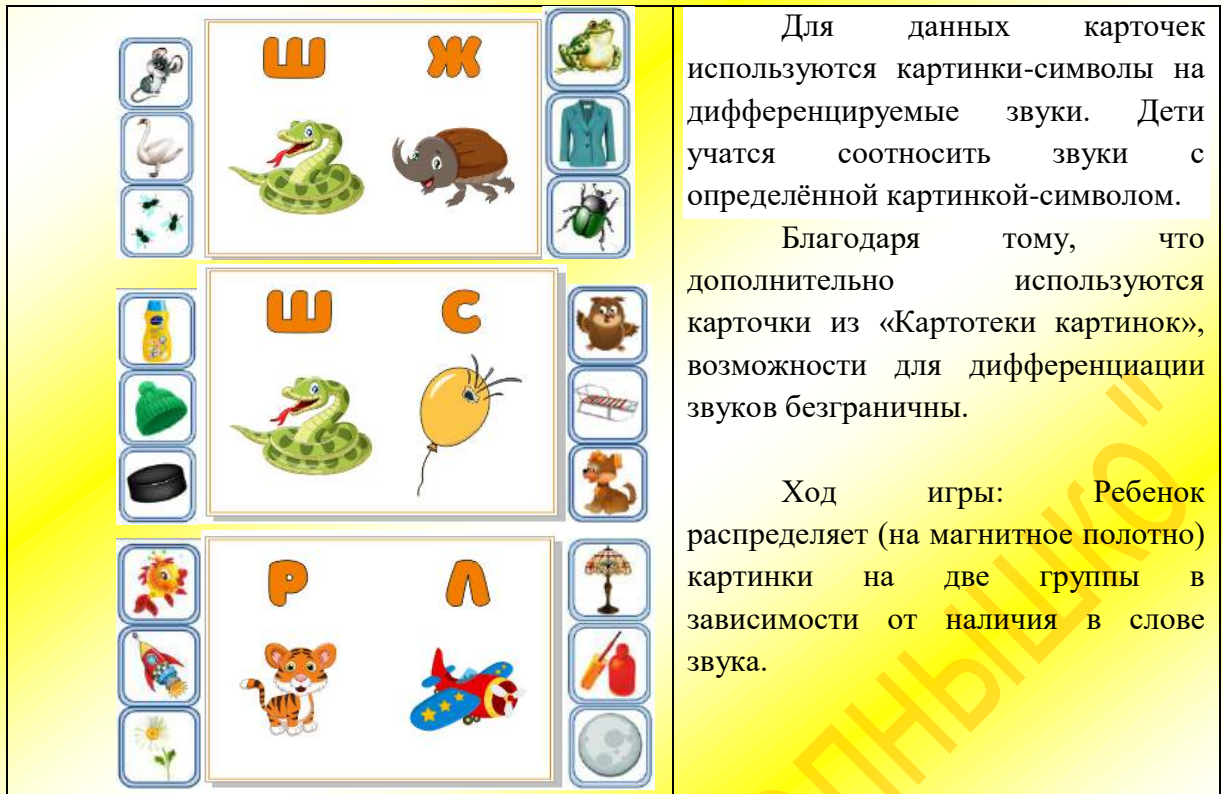 Ш Ж
Ш С
Р Л
Для данных карточек
используются картинки-символы на
дифференцируемые звуки. Дети
учатся соотносить звуки с
определённой картинкой-символом.
Благодаря тому, что
дополнительно используются
карточки из «Картотеки картинок»,
возможности для дифференциации
звуков безграничны.
Ход игры: Ребенок
распределяет (на магнитное полотно)
картинки на две группы в
зависимости от наличия в слове
звука.